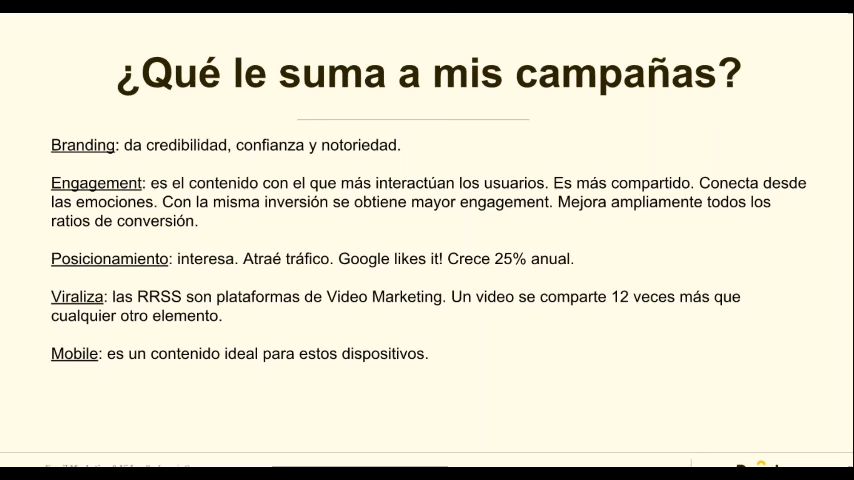 ¿Qué le suma a mis campañas?
Branding: da credibilidad, confianza y notoriedad.
Engagement: es el contenido con el que más interactúan los usuarios. Es más compartido. Conecta desde
las emociones. Con la misma inversión se obtiene mayor engagement. Mejora ampliamente todos los
ratios de conversión.
Posicionamiento: interesa. Atraé tráfico. Google likes it! Crece 25% anual.
Viraliza: las RRSS son plataformas de Video Marketing. Un video se comparte 12 veces más que
cualquier otro elemento.
Mobile: es un contenido ideal para estos dispositivos.